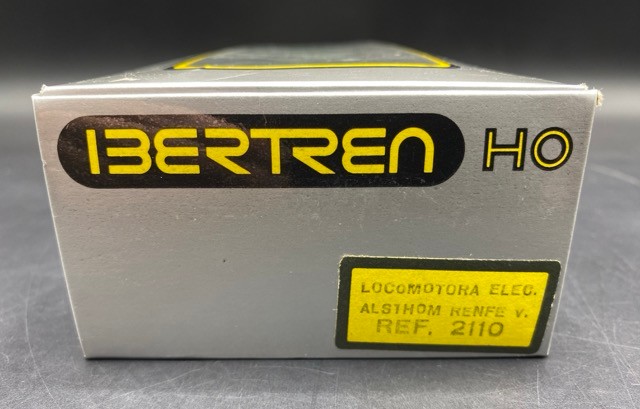 IBERTREN HO
LOCOMOTORA ELEC.
ALSTHOM RENFE V.
REF. 2110